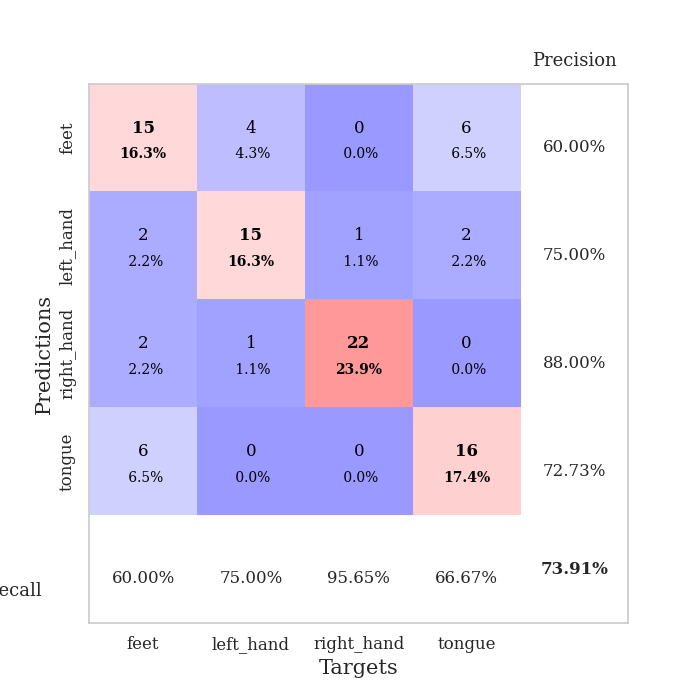 Precision
feet 15 4 0 6 60.00%
16.3% 4.3% 0.0% 6.5%
left_hand 2 15 1 2 75.00%
2.2% 16.3% 1.1% 2.2%
right_hand 2 1 22 0 88.00%
2.2% 1.1% 23.9% 0.0%
tongue 6 0 0 16 72.73%
6.5% 0.0% 0.0% 17.4%
Predictions
ecall 60.00% 75.00% 95.65% 66.67% 73.91%
feet left_hand right_hand tongue
Targets